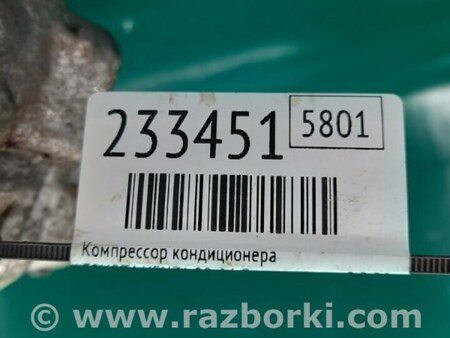 233451
5801
Компрессор кондиционера
© www.razborki.com